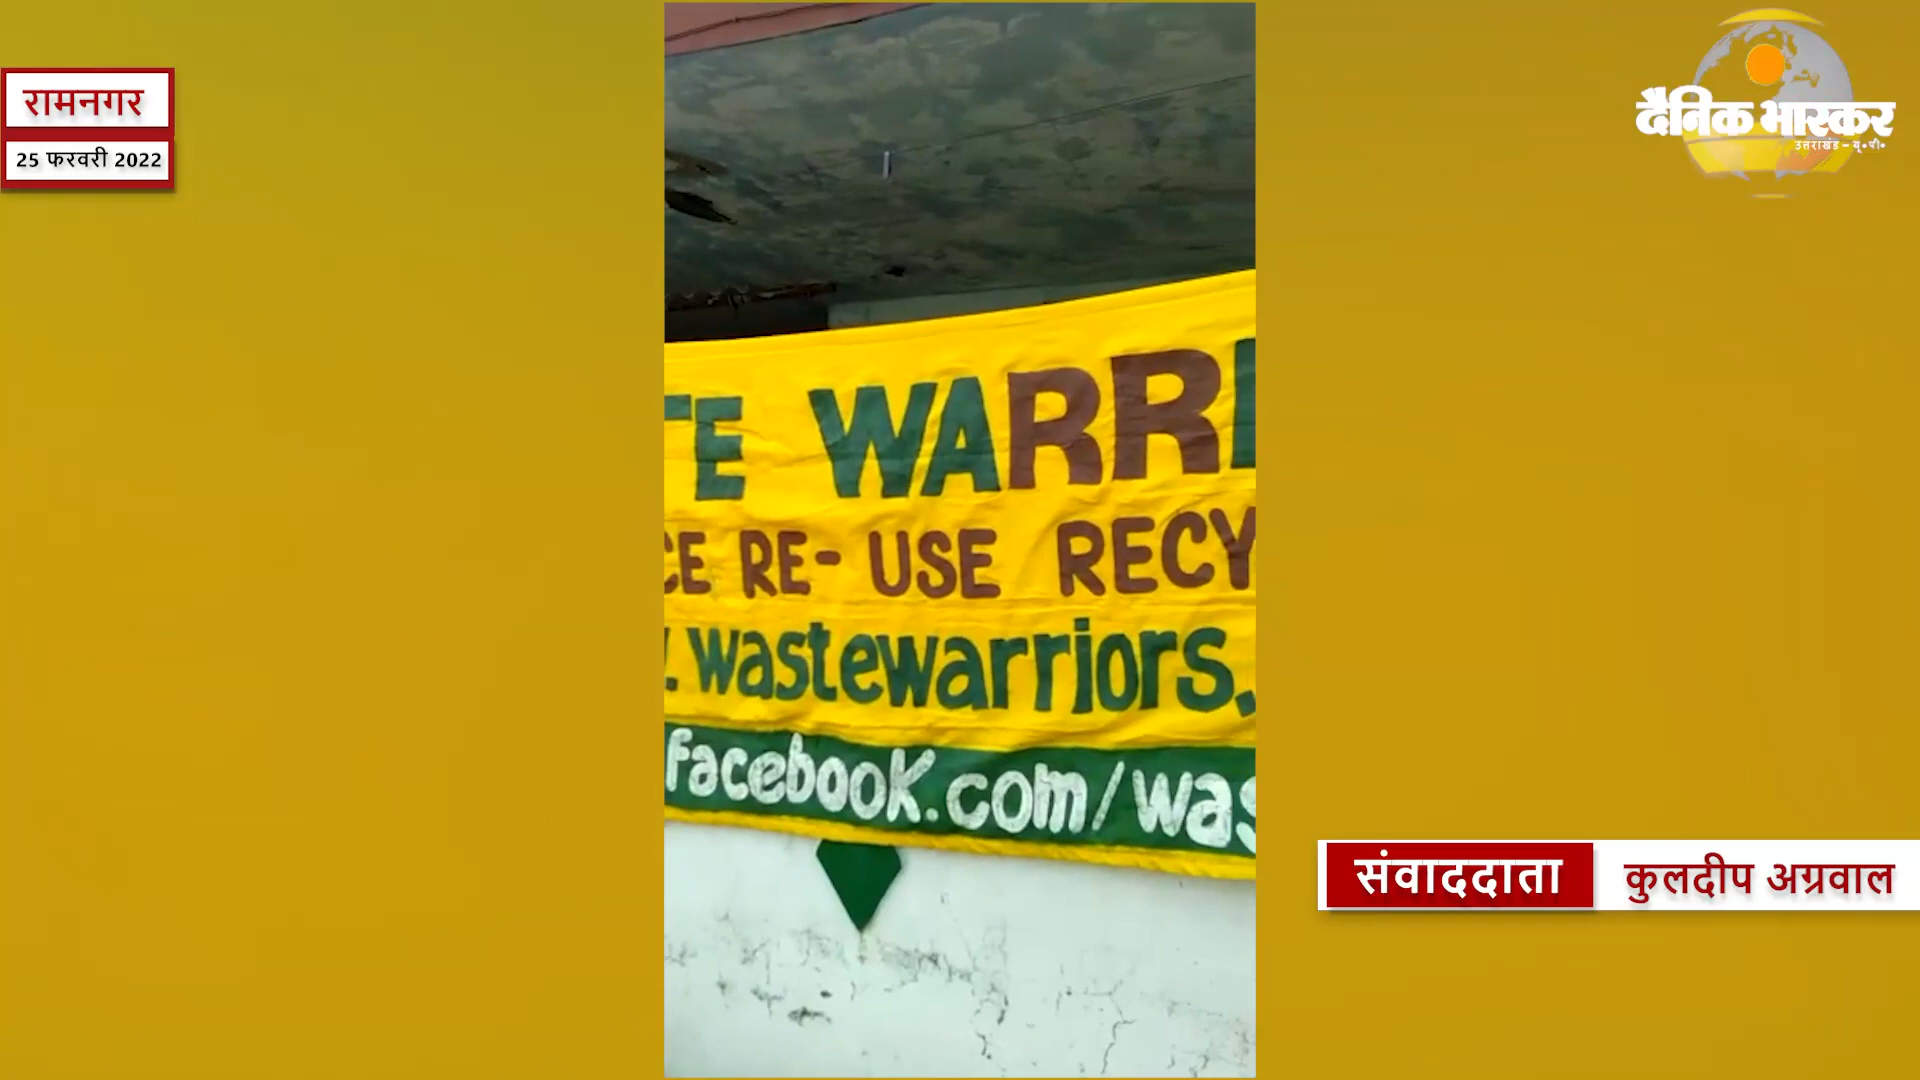 रामनगर
25 फरवरी 2022
दैनिक भास्कर
उत्तराखंड - यू.पी.
TE WARRI
CE RE- USE RECY
.wastewarriors.
facebook.com/was
संवाददाता कुलदीप अग्रवाल